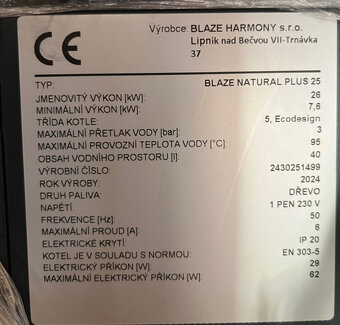 CE
Výrobce BLAZE HARMONY s.r.o.
Lipník nad Bečvou VII-Trnávka
37
TYP: BLAZE NATURAL PLUS 25
JMENOVITÝ VÝKON [kW]: 26
MINIMÁLNÍ VÝKON [kW]: 7,6
TŘÍDA KOTLE: 5, Ecodesign
MAXIMÁLNÍ PŘETLAK VODY [bar]: 3
MAXIMÁLNÍ PROVOZNÍ TEPLOTA VODY [°C]: 95
OBSAH VODNÍHO PROSTORU [l]: 40
VÝROBNÍ ČÍSLO: 2430251499
ROK VÝROBY: 2024
DRUH PALIVA: DŘEVO
NAPĚTÍ: 1 PEN 230 V
FREKVENCE [Hz]: 50
MAXIMÁLNÍ PROUD [A]: 6
ELEKTRICKÉ KRYTÍ: IP 20
KOTEL JE V SOULADU S NORMOU: EN 303-5
ELEKTRICKÝ PŘÍKON [W]: 29
MAXIMÁLNÍ ELEKTRICKÝ PŘÍKON [W]: 62